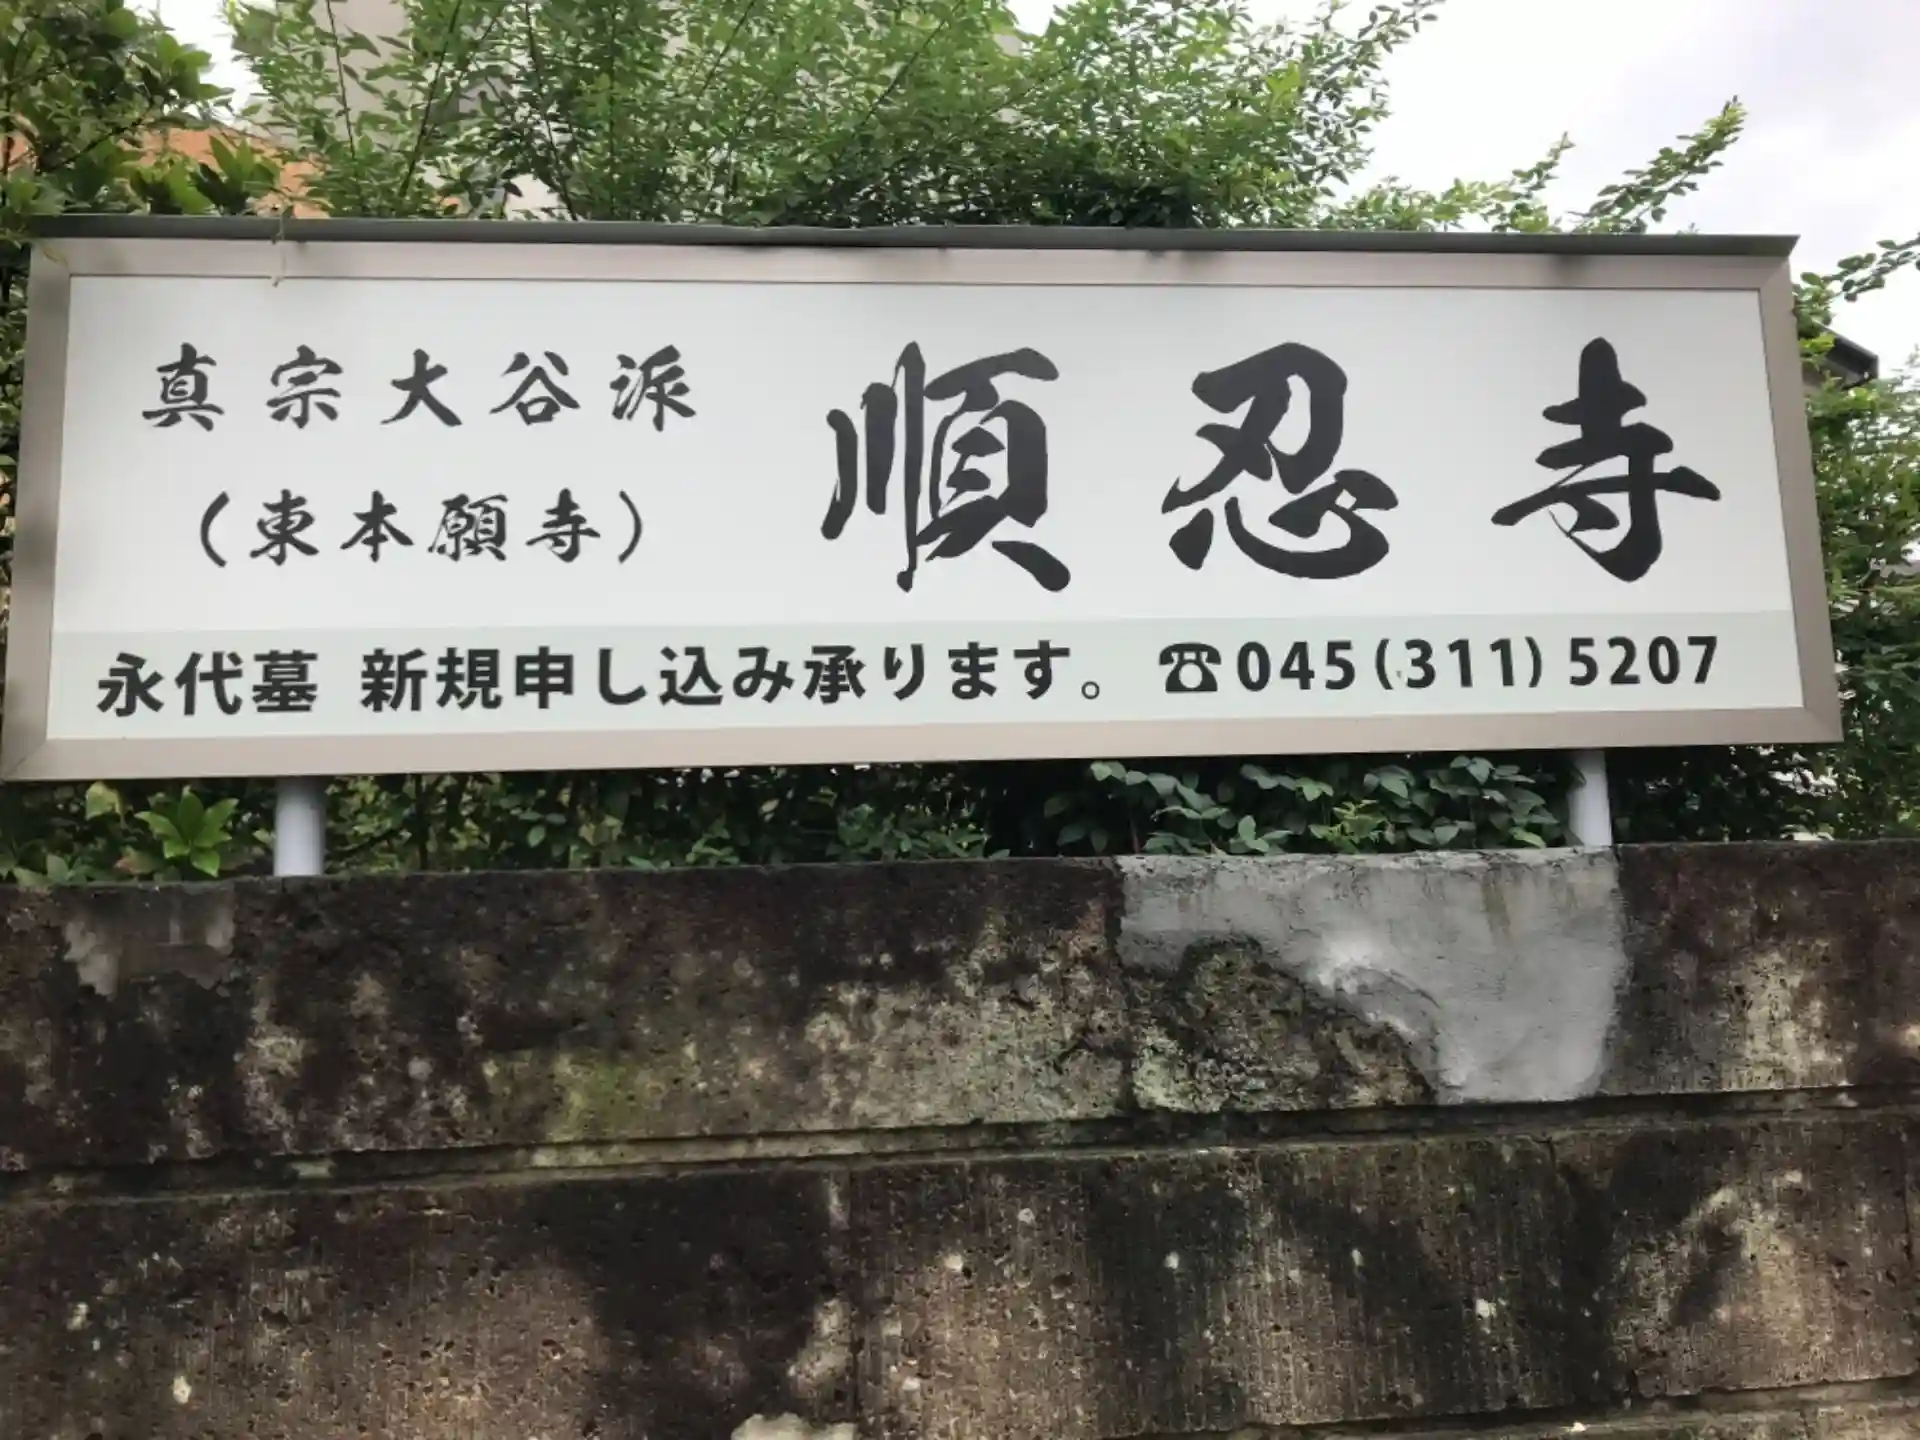 真宗大谷派
(東本願寺)
順忍寺
永代墓 新規申し込み承ります。 ☎045(311)5207